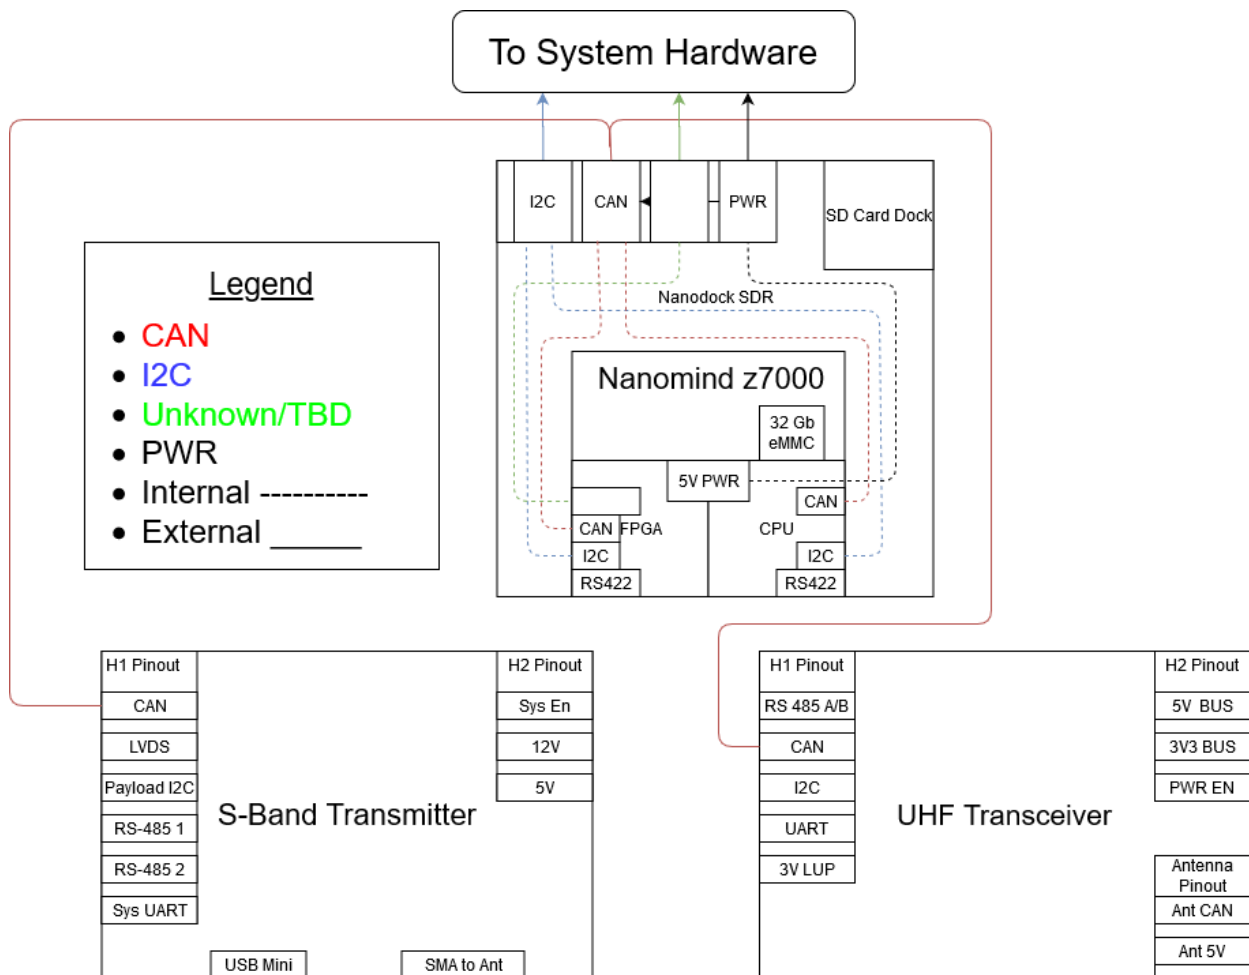 To System Hardware
I2C
CAN
PWR
SD Card Dock
Nanodock SDR
Legend
CAN
I2C
Unknown/TBD
PWR
Internal ----------
External _____
Nanomind z7000
32 Gb
eMMC
5V PWR
CAN
CAN
FPGA
CPU
I2C
I2C
RS422
RS422
H1 Pinout
CAN
LVDS
Payload I2C
RS-485 1
RS-485 2
Sys UART
S-Band Transmitter
H2 Pinout
Sys En
12V
5V
USB Mini
SMA to Ant
H1 Pinout
RS 485 A/B
CAN
I2C
UART
3V LUP
UHF Transceiver
H2 Pinout
5V BUS
3V3 BUS
PWR EN
Antenna
Pinout
Ant CAN
Ant 5V